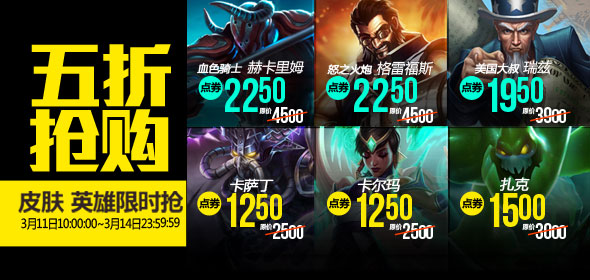 五折
抢购
皮肤 英雄限时抢
3月11日10:00:00~3月14日23:59:59
血色骑士 赫卡里姆
点券 2250
原价 4500
怒之火炮 格雷福斯
点券 2250
原价 4500
美国大叔 瑞兹
点券 1950
原价 3900
卡萨丁
点券 1250
原价 2500
卡尔玛
点券 1250
原价 2500
扎克
点券 1500
原价 3000